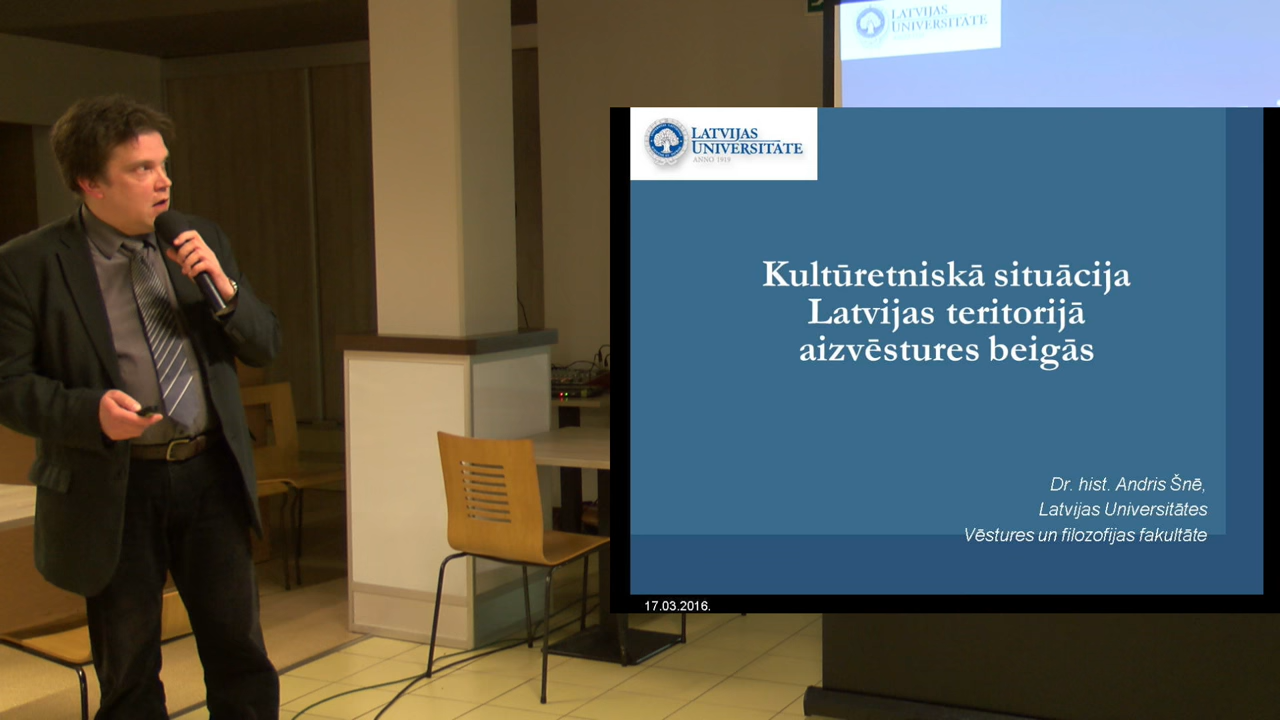 LATVIJAS
UNIVERSITĀTE
LATVIJAS
UNIVERSITĀTE
ANNO 1919
Kultūretniskā situācija
Latvijas teritorijā
aizvēstures beigās
Dr. hist. Andris Šnē,
Latvijas Universitātes
Vēstures un filozofijas fakultāte
17.03.2016.